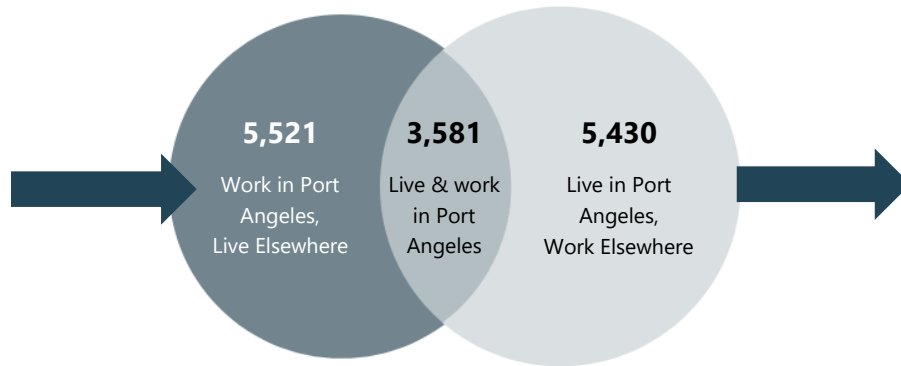 5,521
Work in Port
Angeles,
Live Elsewhere
3,581
Live & work
in Port
Angeles
5,430
Live in Port
Angeles,
Work Elsewhere